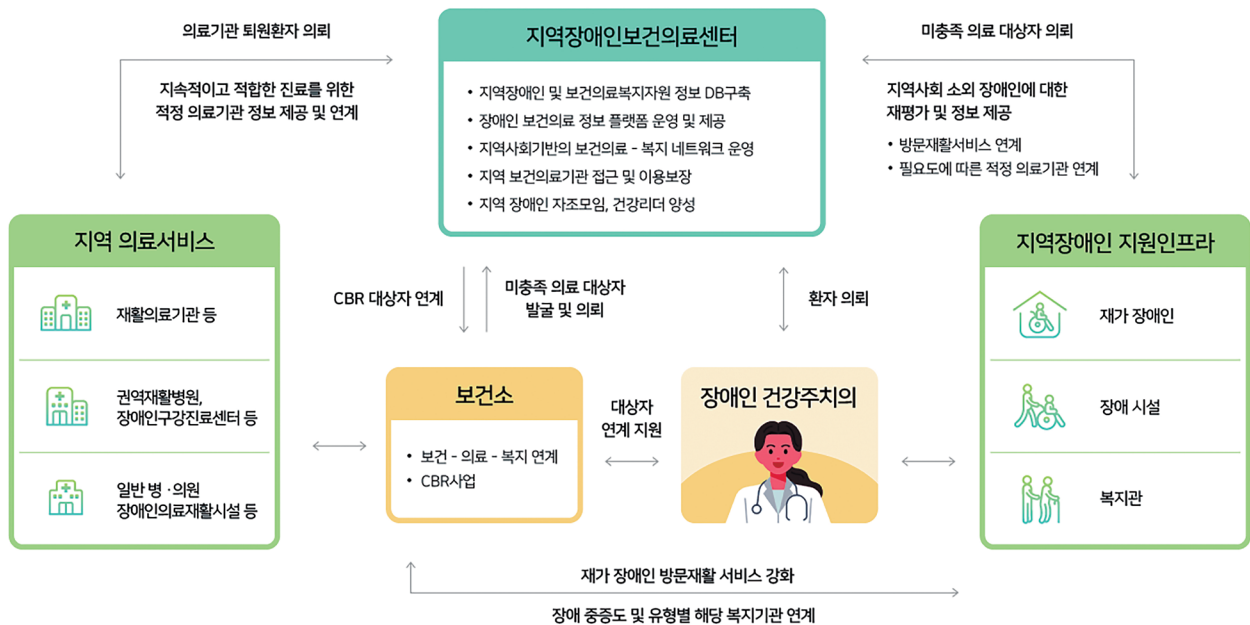 의료기관 퇴원환자 의뢰
지속적이고 적합한 진료를 위한
적정 의료기관 정보 제공 및 연계
지역장애인보건의료센터
• 지역장애인 및 보건의료복지자원 정보 DB구축
• 장애인 보건의료 정보 플랫폼 운영 및 제공
• 지역사회기반의 보건의료 - 복지 네트워크 운영
• 지역 보건의료기관 접근 및 이용보장
• 지역 장애인 자조모임, 건강리더 양성
미충족 의료 대상자 의뢰
지역사회 소외 장애인에 대한
재평가 및 정보 제공
• 방문재활서비스 연계
• 필요도에 따른 적정 의료기관 연계
지역 의료서비스
재활의료기관 등
권역재활병원,
장애인구강진료센터 등
일반 병·의원
장애인의료재활시설 등
CBR 대상자 연계
미충족 의료 대상자
발굴 및 의뢰
환자 의뢰
보건소
• 보건 - 의료 - 복지 연계
• CBR사업
대상자
연계 지원
장애인 건강주치의
지역장애인 지원인프라
재가 장애인
장애 시설
복지관
재가 장애인 방문재활 서비스 강화
장애 중증도 및 유형별 해당 복지기관 연계